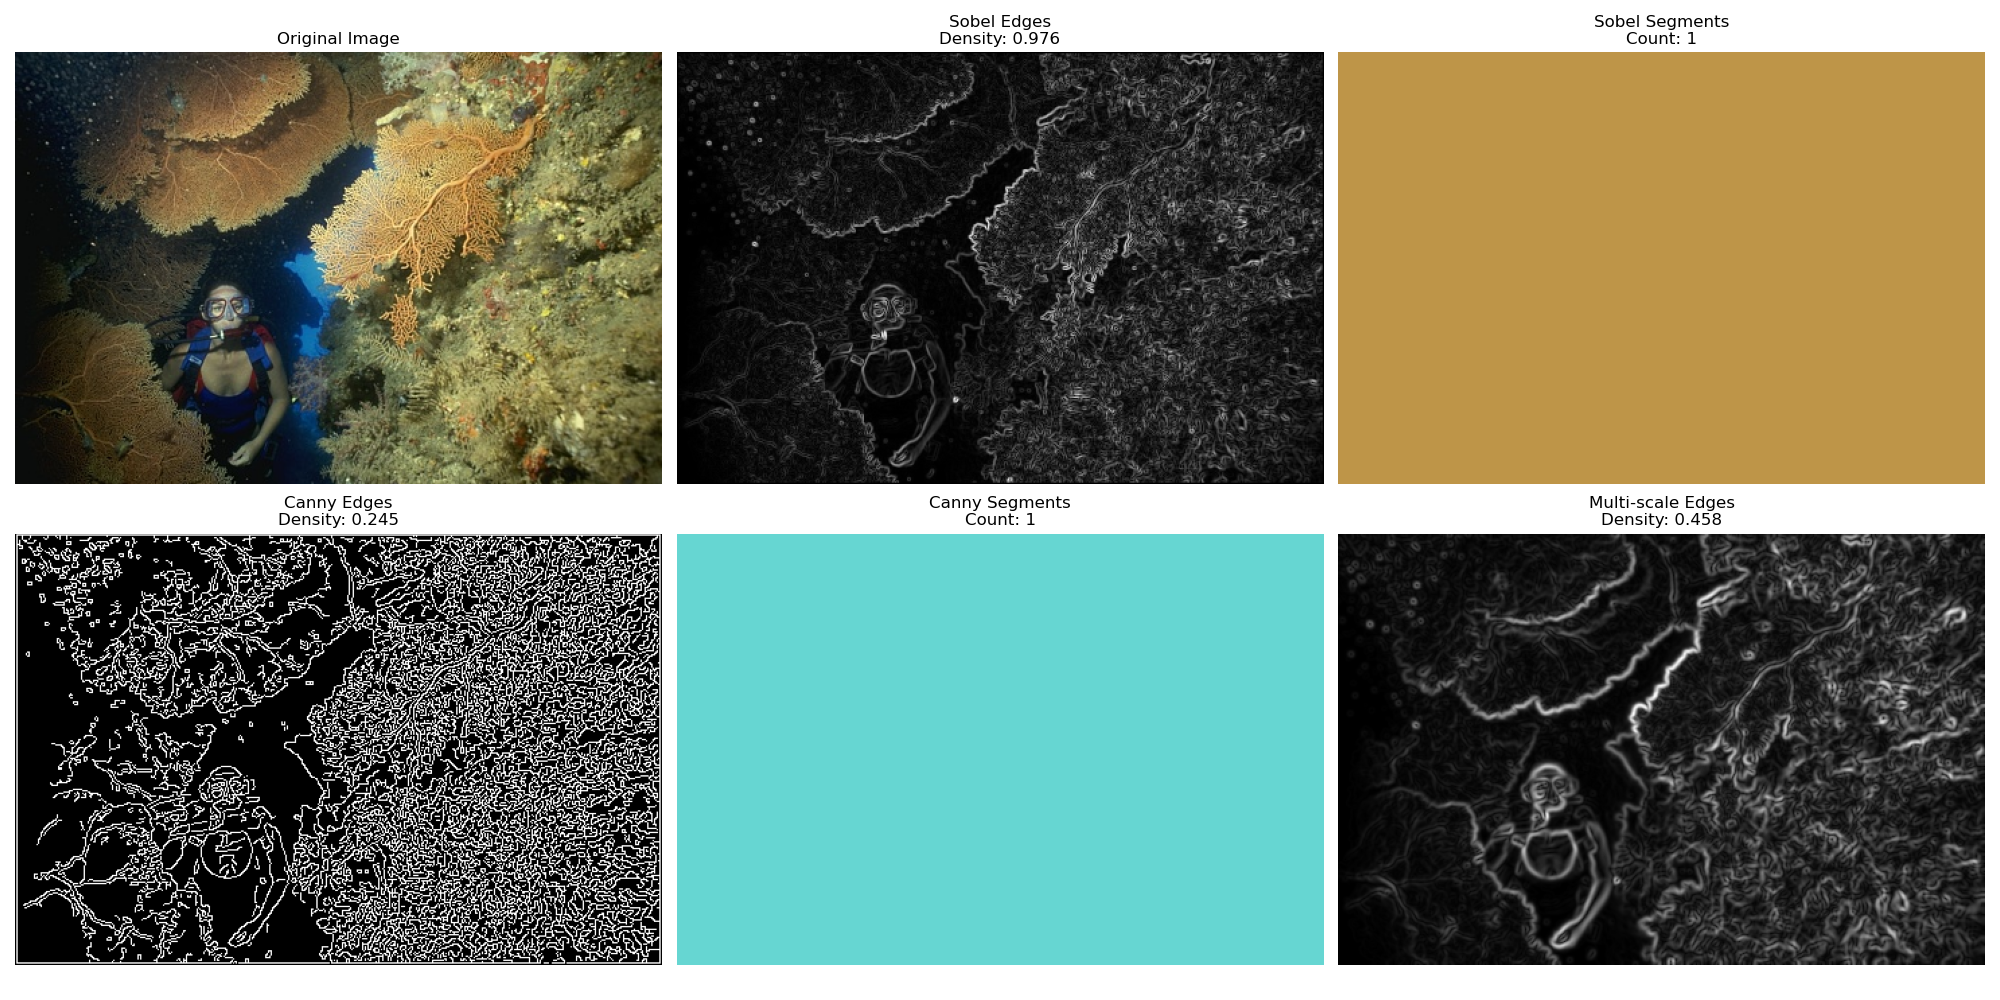 Original Image
Sobel Edges
Density: 0.976
Sobel Segments
Count: 1
Canny Edges
Density: 0.245
Canny Segments
Count: 1
Multi-scale Edges
Density: 0.458